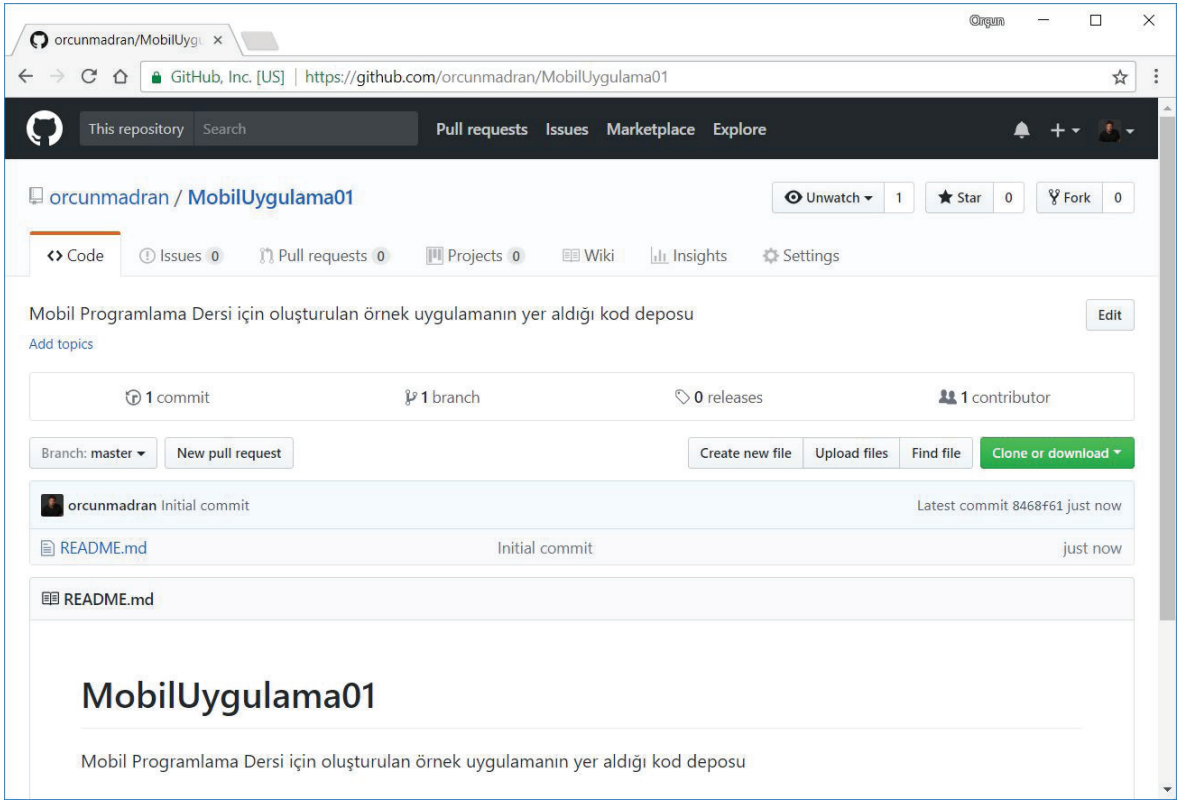 Orçun
orcunmadran/MobilUygu
GitHub, Inc. [US] https://github.com/orcunmadran/MobilUygulama01
This repository Search Pull requests Issues Marketplace Explore
orcunmadran / MobilUygulama01 Unwatch 1 Star 0 Fork 0
Code Issues 0 Pull requests 0 Projects 0 Wiki Insights Settings
Mobil Programlama Dersi için oluşturulan örnek uygulamanın yer aldığı kod deposu Edit
Add topics
1 commit 1 branch 0 releases 1 contributor
Branch: master New pull request Create new file Upload files Find file Clone or download
orcunmadran Initial commit Latest commit 8468f61 just now
README.md Initial commit just now
README.md
MobilUygulama01
Mobil Programlama Dersi için oluşturulan örnek uygulamanın yer aldığı kod deposu